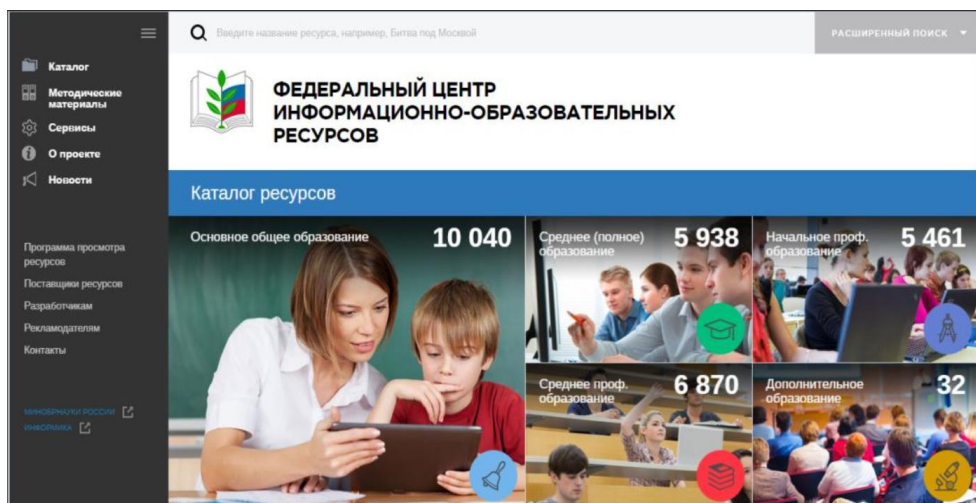 Введите название ресурса, например, Битва под Москвой
РАСШИРЕННЫЙ ПОИСК
Каталог
Методические
материалы
Сервисы
О проекте
Новости
Программа просмотра
ресурсов
Поставщики ресурсов
Разработчикам
Рекламодателям
Контакты
МИНОБРНАУКИ РОССИИ
ИНФОРМИКА
ФЕДЕРАЛЬНЫЙ ЦЕНТР
ИНФОРМАЦИОННО-ОБРАЗОВАТЕЛЬНЫХ
РЕСУРСОВ
Каталог ресурсов
Основное общее образование 10 040
Среднее (полное) 5 938
образование
Начальное проф. 5 461
образование
Среднее проф. 6 870
образование
Дополнительное 32
образование